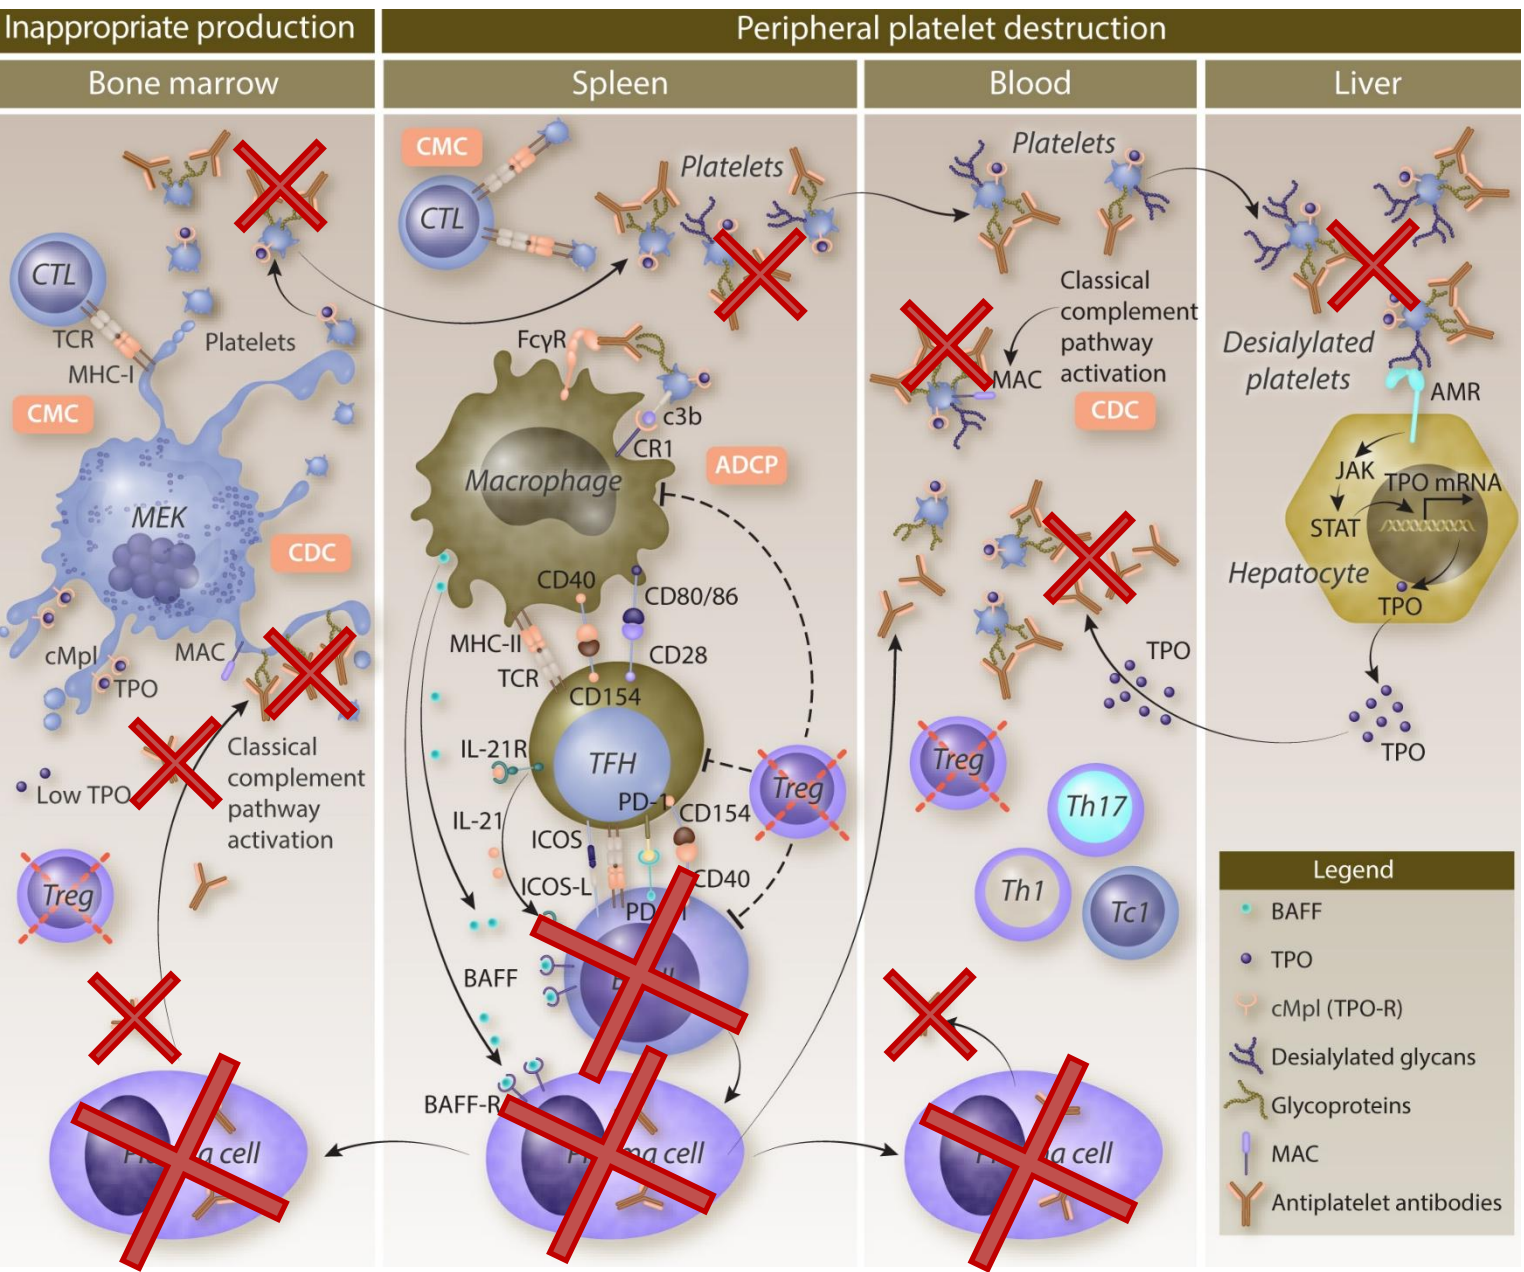 Inappropriate production
Peripheral platelet destruction
Bone marrow
Spleen
Blood
Liver
CTL
TCR
MHC-I
Platelets
CMC
MEK
CDC
cMpl
TPO
MAC
Low TPO
Classical
complement
pathway
activation
Treg
cell
CMC
CTL
Platelets
FcγR
c3b
CR1
Macrophage
ADCP
CD40
CD80/86
MHC-II
TCR
CD28
CD154
IL-21R
TFH
Treg
PD-1
CD154
IL-21
ICOS
ICOS-L
CD40
BAFF
BAFF-R
cell
Platelets
Classical
complement
pathway
activation
MAC
CDC
TPO
Treg
Th17
Th1
Tc1
cell
Desialylated
platelets
AMR
JAK
TPO mRNA
STAT
Hepatocyte
TPO
TPO
Legend
BAFF
TPO
cMpl (TPO-R)
Desialylated glycans
Glycoproteins
MAC
Antiplatelet antibodies